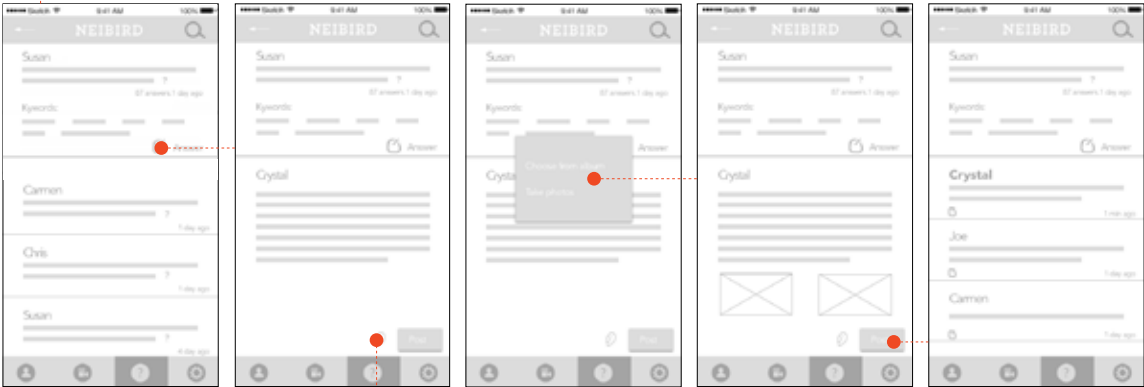 Sketch 9:41 AM 100%
NEIBIRD
Susan
?
87 answers 1 day ago
Kywords:
Answer
Carmen
?
1 day ago
Chris
?
1 day ago
Susan
?
4 day ago
?
Sketch 9:41 AM 100%
NEIBIRD
Susan
?
87 answers 1 day ago
Kywords:
Answer
Crystal
Post
?
Sketch 9:41 AM 100%
NEIBIRD
Susan
?
87 answers 1 day ago
Kywords:
Answer
Crysta
Choose from album
Take photos
Post
?
Sketch 9:41 AM 100%
NEIBIRD
Susan
?
87 answers 1 day ago
Kywords:
Answer
Crystal
Post
?
Sketch 9:41 AM 100%
NEIBIRD
Susan
?
87 answers 1 day ago
Kywords:
Answer
Crystal
1 min ago
Joe
1 day ago
Carmen
1 day ago
?